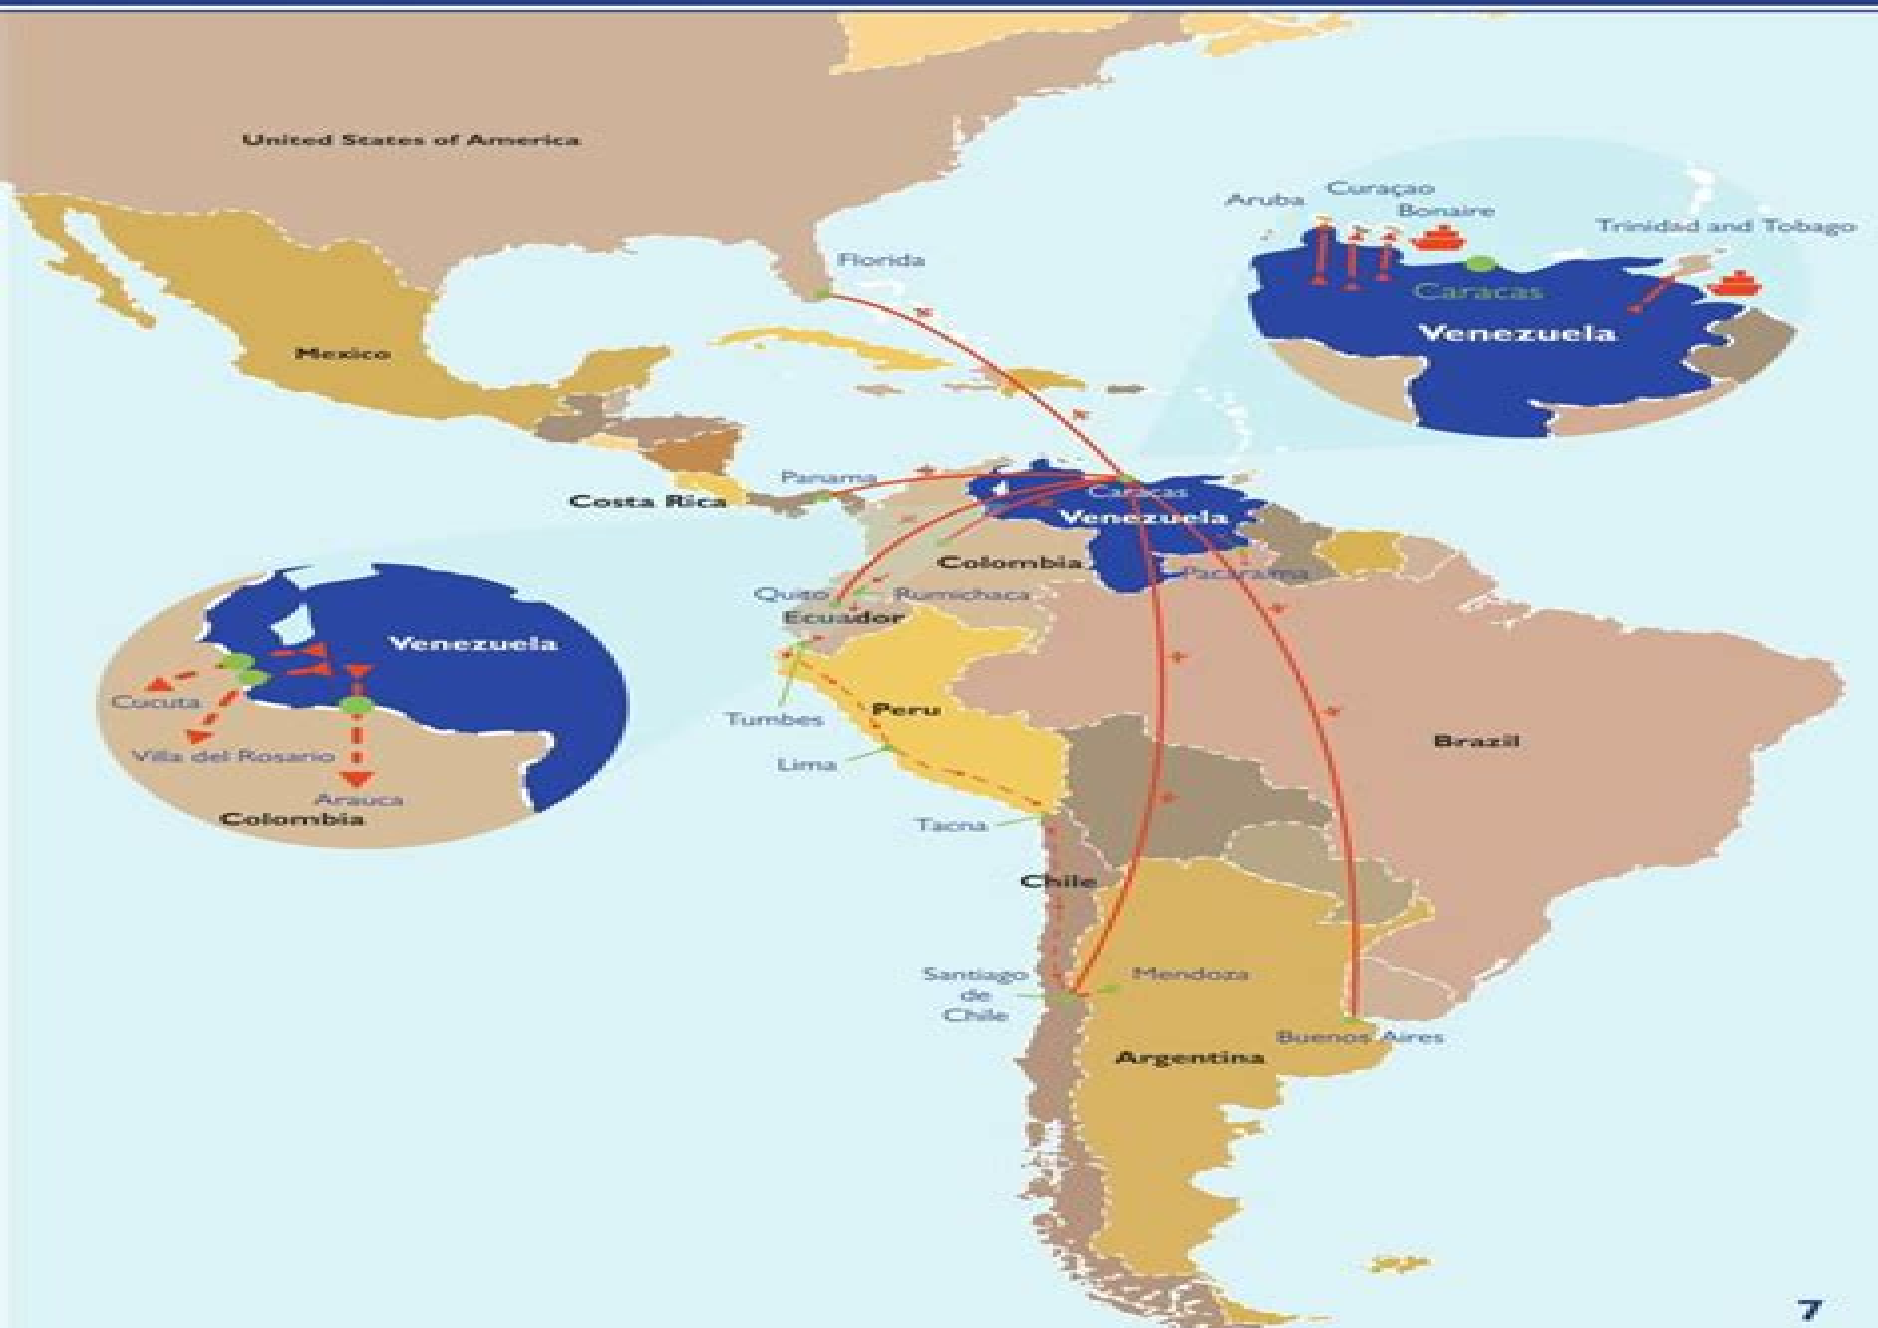 United States of America
Florida
Mexico
Aruba
Curaçao
Bonaire
Trinidad and Tobago
Caracas
Venezuela
Panama
Costa Rica
Caracas
Venezuela
Colombia
Pacaraima
Quito
Rumichaca
Ecuador
Venezuela
Cucuta
Villa del Rosario
Arauca
Colombia
Tumbes
Peru
Lima
Brazil
Tacna
Chile
Santiago
de
Chile
Mendoza
Buenos Aires
Argentina
7